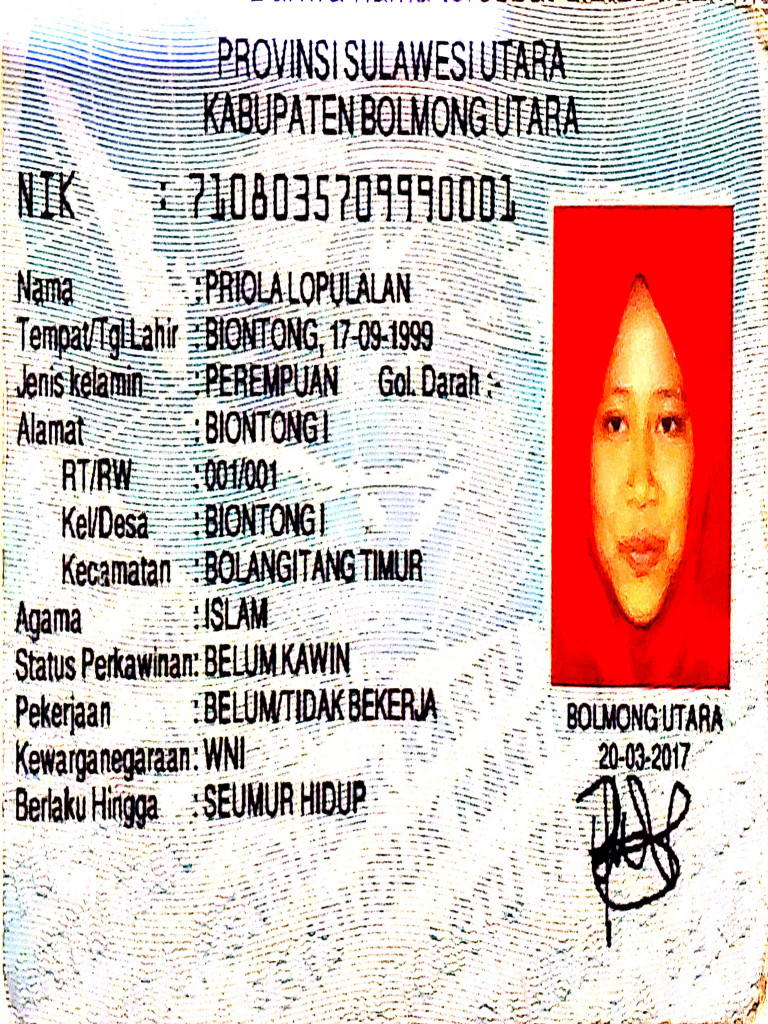 PROVINSI SULAWESI UTARA
KABUPATEN BOLMONG UTARA
NIK : 7108035709990001
Nama : PRIOLA LOPULALAN
Tempat/Tgl Lahir : BIONTONG, 17-09-1999
Jenis kelamin : PEREMPUAN Gol. Darah :-
Alamat : BIONTONG I
RT/RW : 001/001
Kel/Desa : BIONTONG I
Kecamatan : BOLANGITANG TIMUR
Agama : ISLAM
Status Perkawinan: BELUM KAWIN
Pekerjaan : BELUM/TIDAK BEKERJA
Kewarganegaraan: WNI
Berlaku Hingga : SEUMUR HIDUP
BOLMONG UTARA
20-03-2017